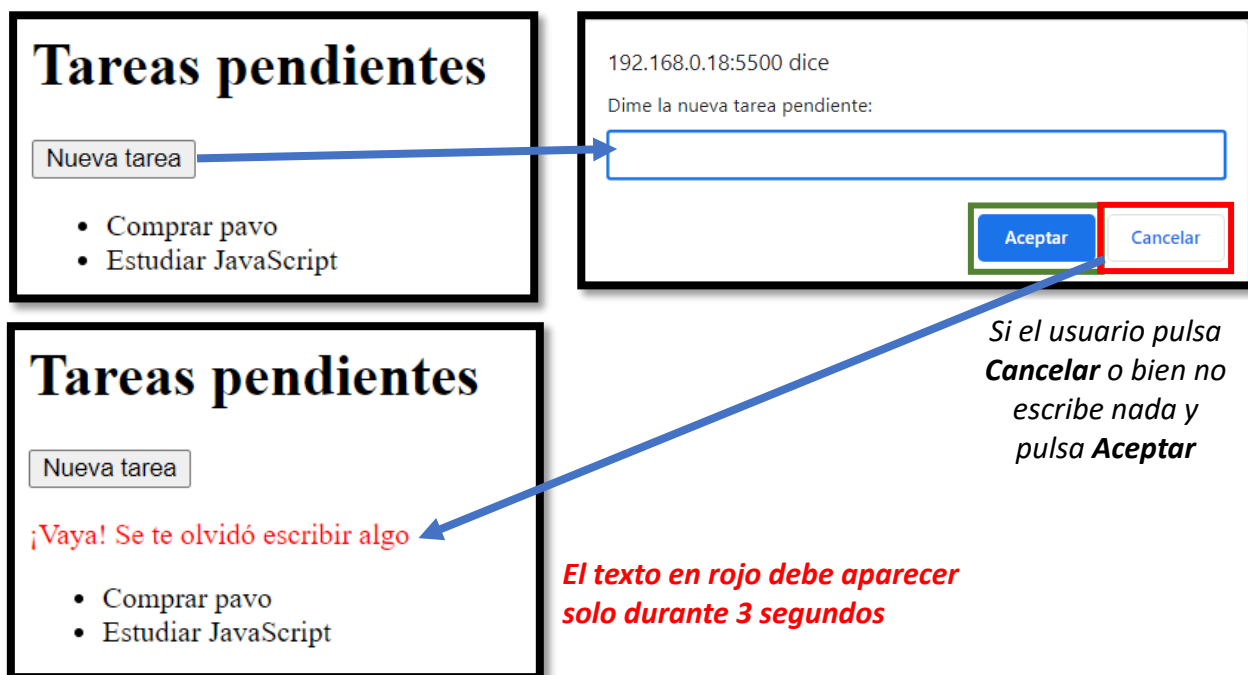 Tareas pendientes
Nueva tarea
• Comprar pavo
• Estudiar JavaScript
192.168.0.18:5500 dice
Dime la nueva tarea pendiente:
Aceptar
Cancelar
Si el usuario pulsa
Cancelar o bien no
escribe nada y
pulsa Aceptar
Tareas pendientes
Nueva tarea
¡Vaya! Se te olvidó escribir algo
• Comprar pavo
• Estudiar JavaScript
El texto en rojo debe aparecer
solo durante 3 segundos